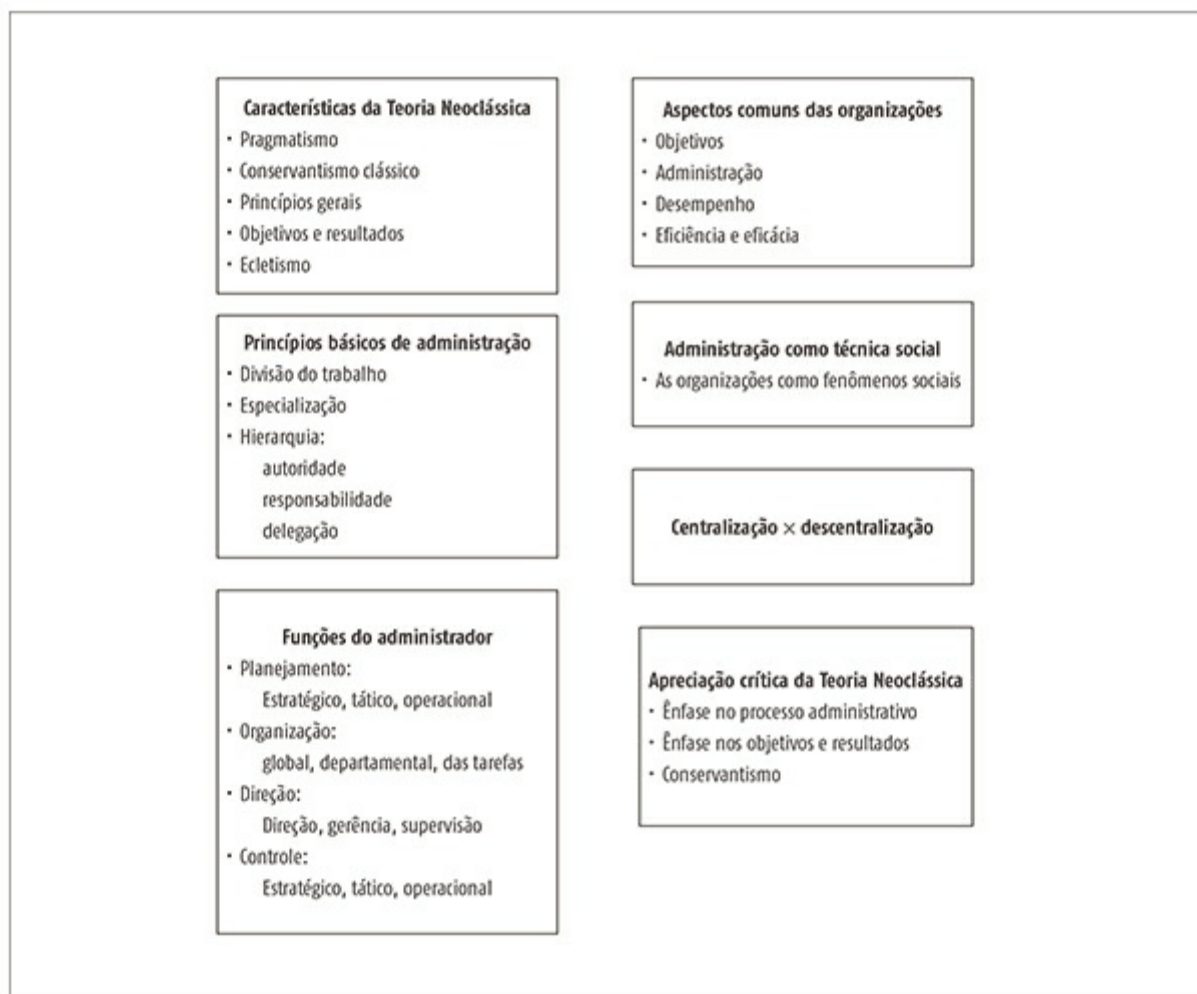 Características da Teoria Neoclássica
• Pragmatismo
• Conservantismo clássico
• Princípios gerais
• Objetivos e resultados
• Ecletismo
Princípios básicos de administração
• Divisão do trabalho
• Especialização
• Hierarquia:
autoridade
responsabilidade
delegação
Funções do administrador
• Planejamento:
Estratégico, tático, operacional
• Organização:
global, departamental, das tarefas
• Direção:
Direção, gerência, supervisão
• Controle:
Estratégico, tático, operacional
Aspectos comuns das organizações
• Objetivos
• Administração
• Desempenho
• Eficiência e eficácia
Administração como técnica social
• As organizações como fenômenos sociais
Centralização × descentralização
Apreciação crítica da Teoria Neoclássica
• Ênfase no processo administrativo
• Ênfase nos objetivos e resultados
• Conservantismo